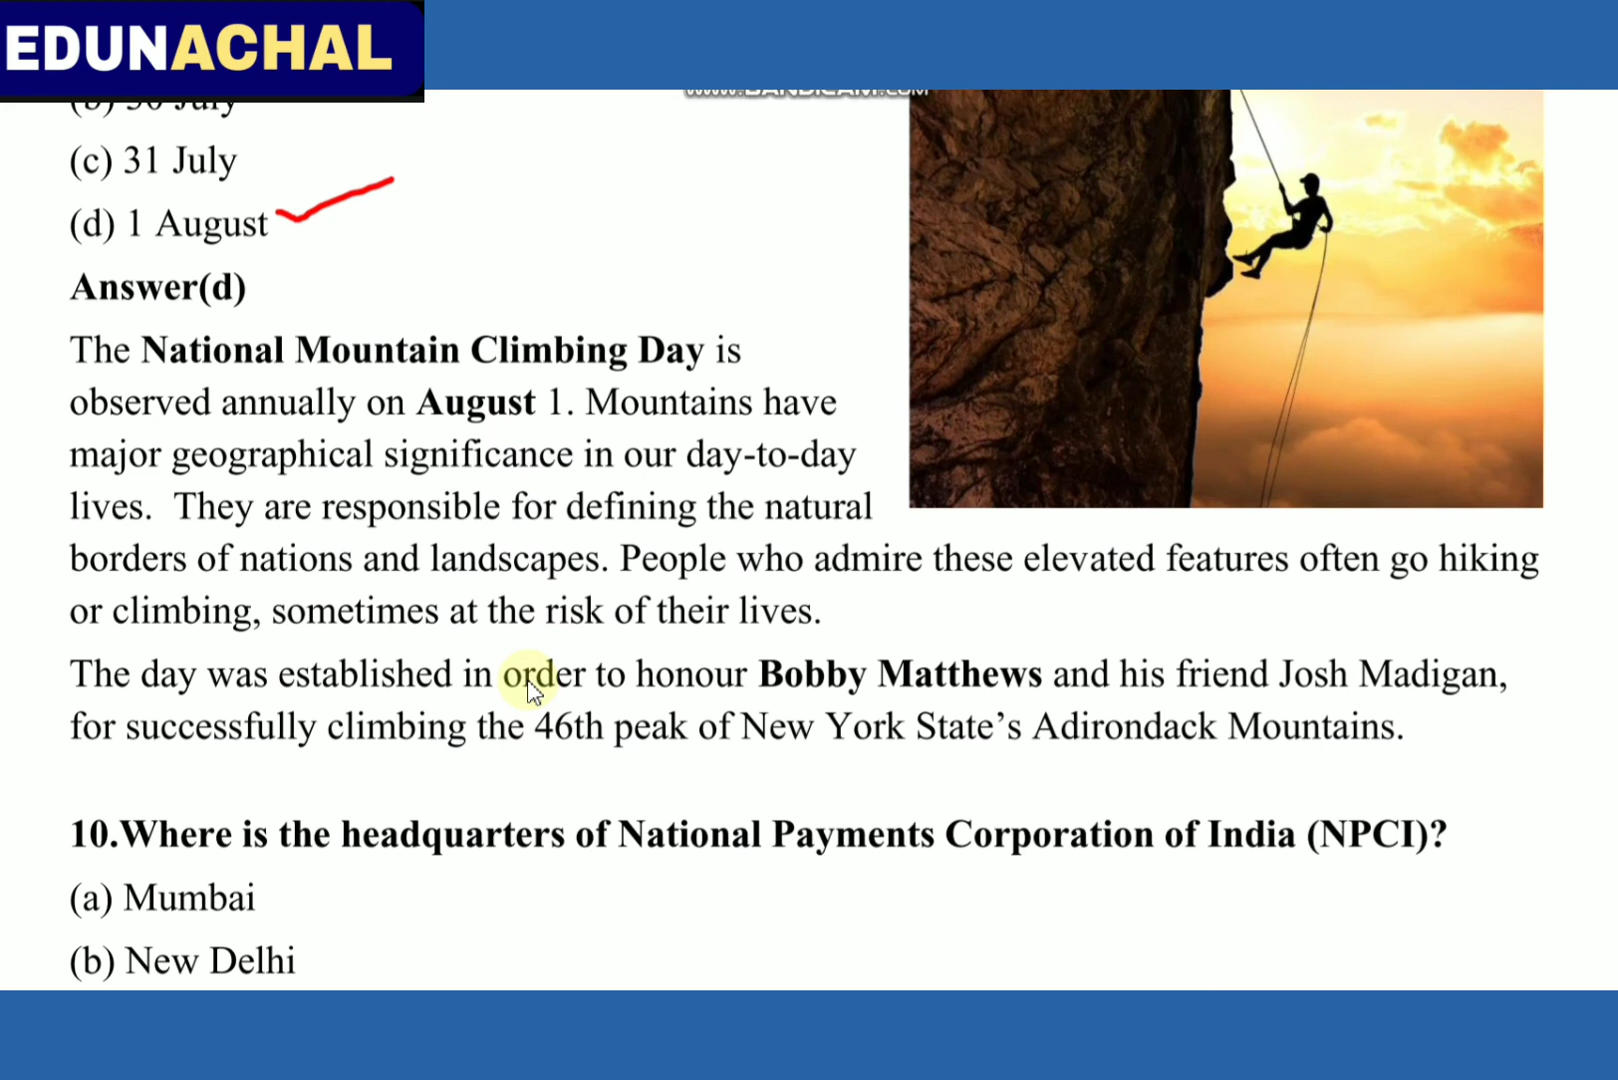 EDUNACHAL
www.BANDICAM.COM
(b) 30 July
(c) 31 July
(d) 1 August
Answer(d)
The National Mountain Climbing Day is
observed annually on August 1. Mountains have
major geographical significance in our day-to-day
lives. They are responsible for defining the natural
borders of nations and landscapes. People who admire these elevated features often go hiking
or climbing, sometimes at the risk of their lives.
The day was established in order to honour Bobby Matthews and his friend Josh Madigan,
for successfully climbing the 46th peak of New York State’s Adirondack Mountains.
10.Where is the headquarters of National Payments Corporation of India (NPCI)?
(a) Mumbai
(b) New Delhi